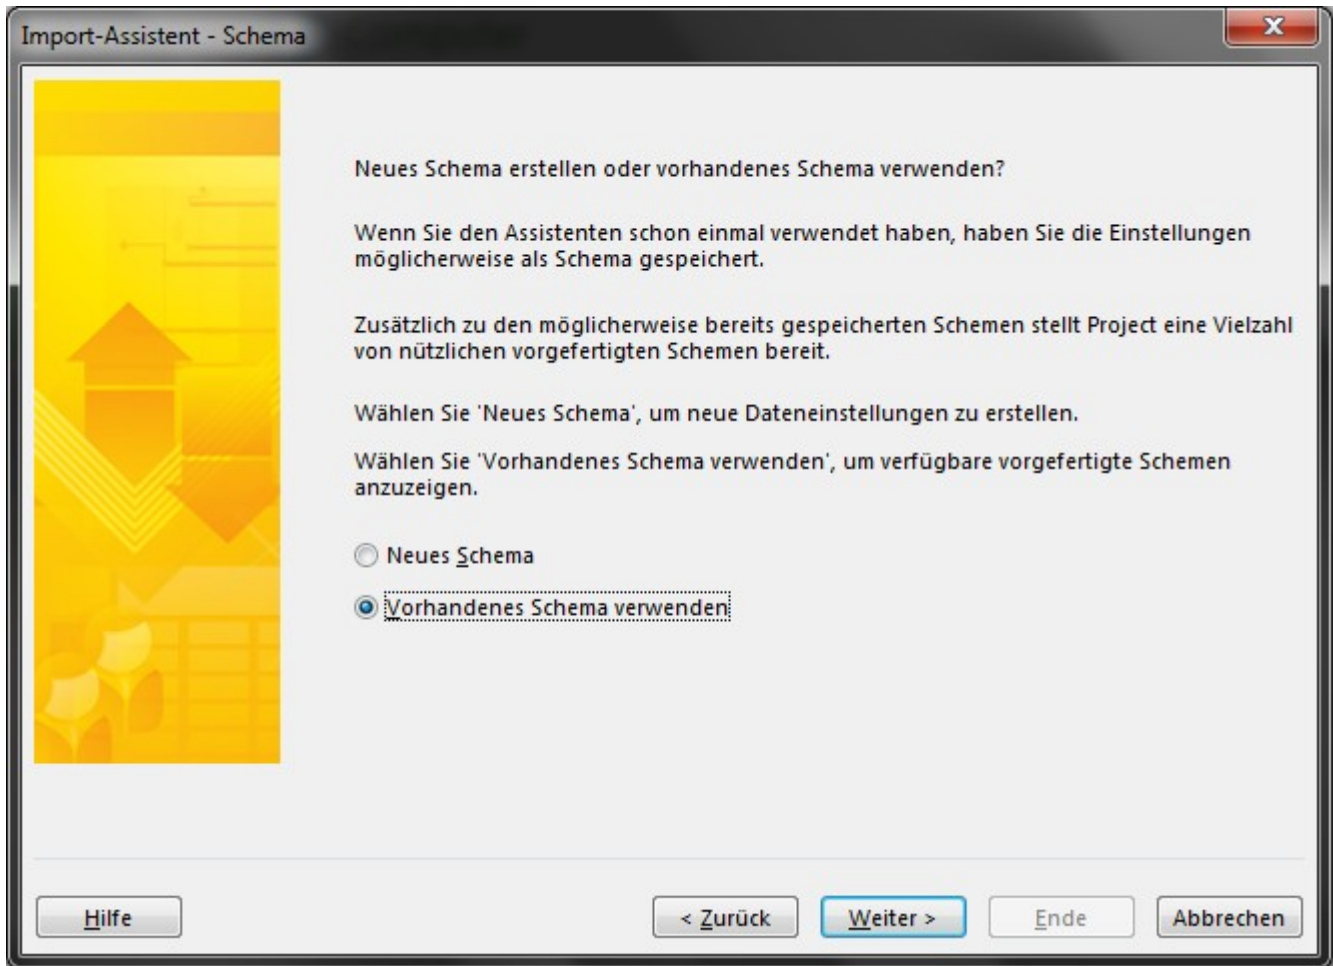 Import-Assistent - Schema
Neues Schema erstellen oder vorhandenes Schema verwenden?
Wenn Sie den Assistenten schon einmal verwendet haben, haben Sie die Einstellungen
möglicherweise als Schema gespeichert.
Zusätzlich zu den möglicherweise bereits gespeicherten Schemen stellt Project eine Vielzahl
von nützlichen vorgefertigten Schemen bereit.
Wählen Sie 'Neues Schema', um neue Dateneinstellungen zu erstellen.
Wählen Sie 'Vorhandenes Schema verwenden', um verfügbare vorgefertigte Schemen
anzuzeigen.
Neues Schema
Vorhandenes Schema verwenden
Hilfe
< Zurück
Weiter >
Ende
Abbrechen